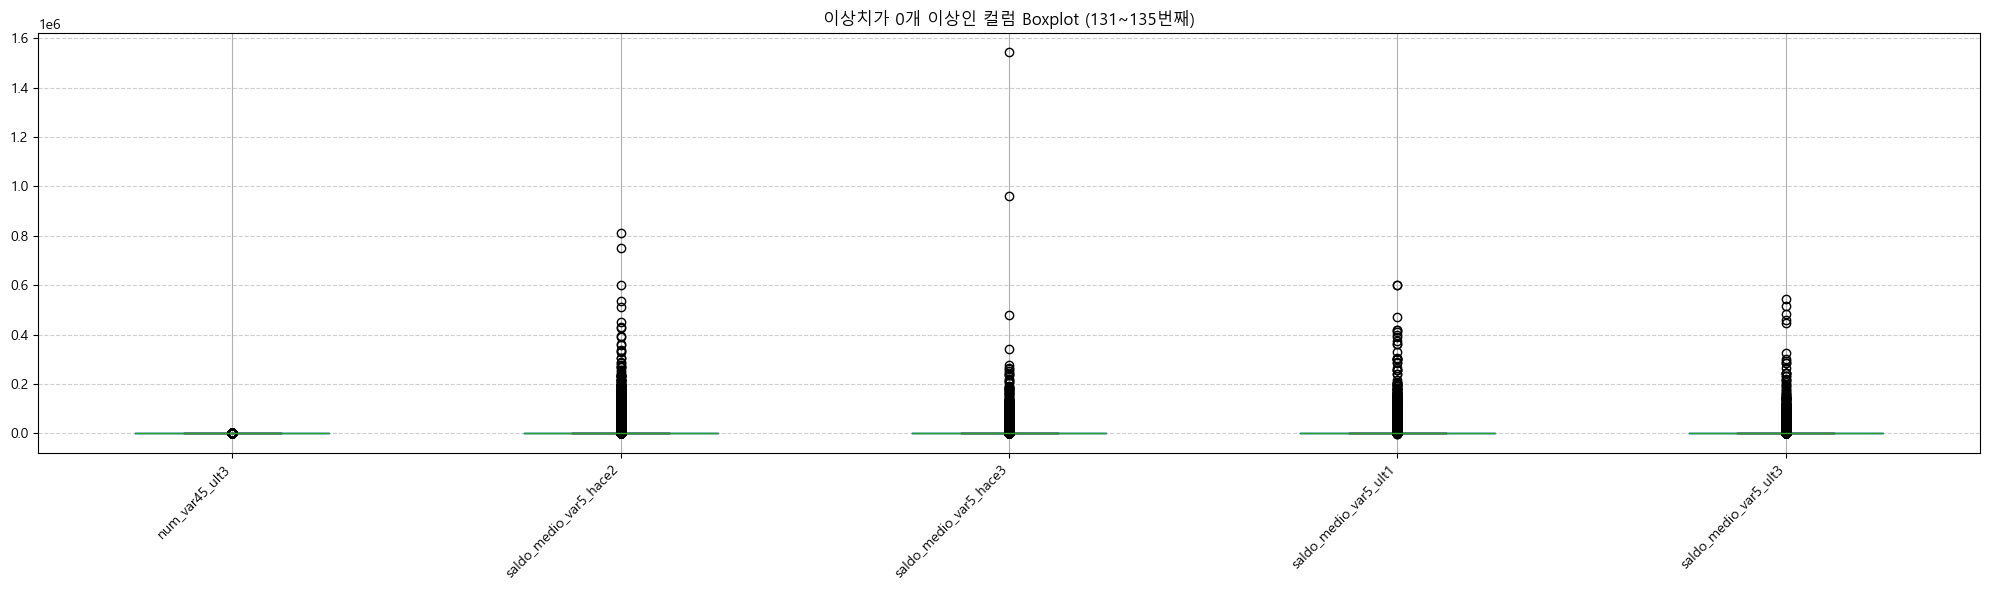 이상치가 0개 이상인 컬럼 Boxplot (131~135번째)
1e6
1.6
1.4
1.2
1.0
0.8
0.6
0.4
0.2
0.0
num_var45_ult3
saldo_medio_var5_hace2
saldo_medio_var5_hace3
saldo_medio_var5_ult1
saldo_medio_var5_ult3